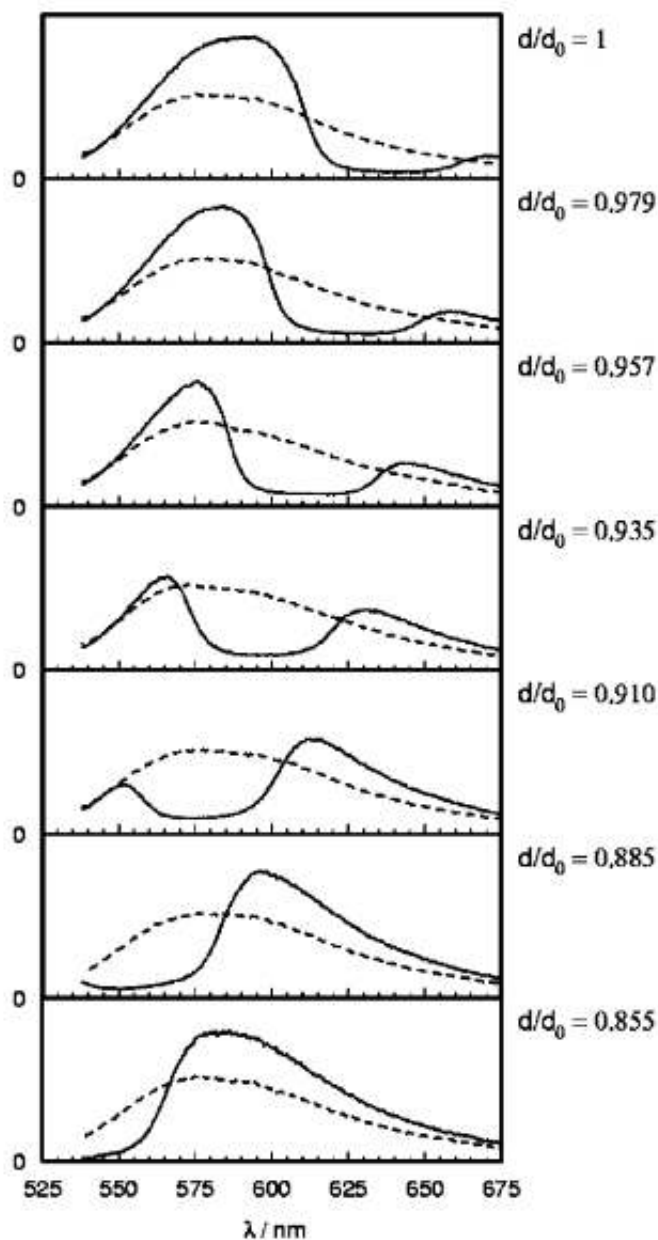 d/d₀ = 1
0
d/d₀ = 0,979
0
d/d₀ = 0,957
0
d/d₀ = 0,935
0
d/d₀ = 0,910
0
d/d₀ = 0,885
0
d/d₀ = 0,855
0
525 550 575 600 625 650 675
λ / nm